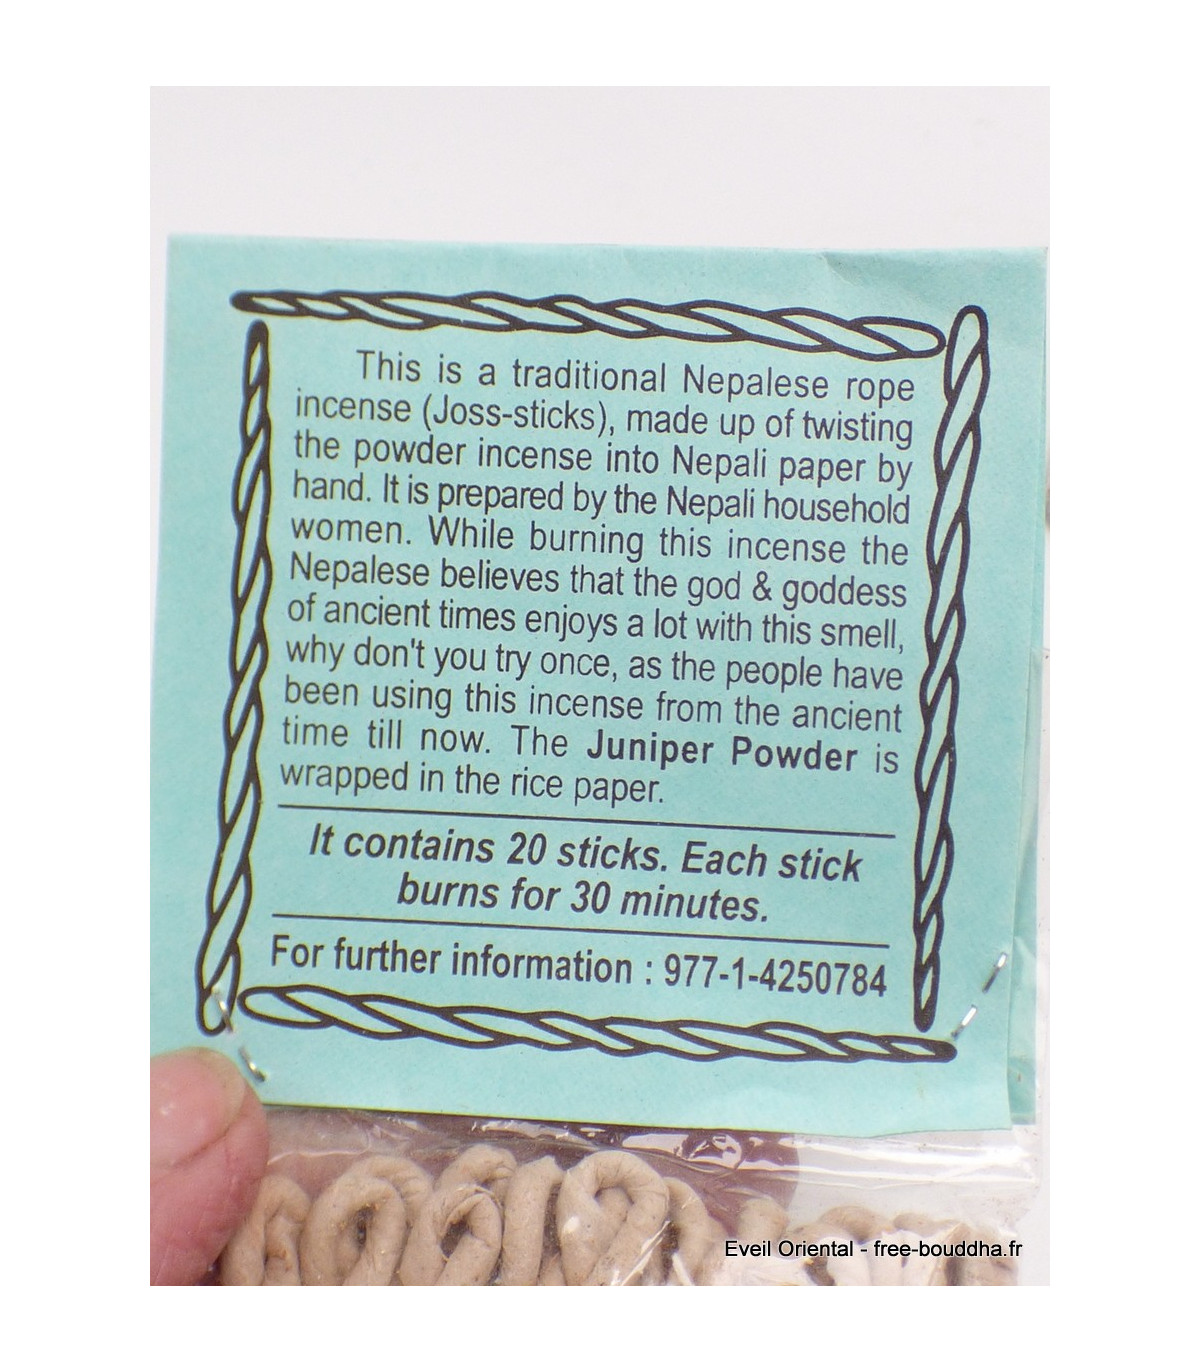 This is a traditional Nepalese rope
incense (Joss-sticks), made up of twisting
the powder incense into Nepali paper by
hand. It is prepared by the Nepali household
women. While burning this incense the
Nepalese believes that the god & goddess
of ancient times enjoys a lot with this smell,
why don't you try once, as the people have
been using this incense from the ancient
time till now. The Juniper Powder is
wrapped in the rice paper.
It contains 20 sticks. Each stick
burns for 30 minutes.
For further information : 977-1-4250784
Eveil Oriental - free-bouddha.fr